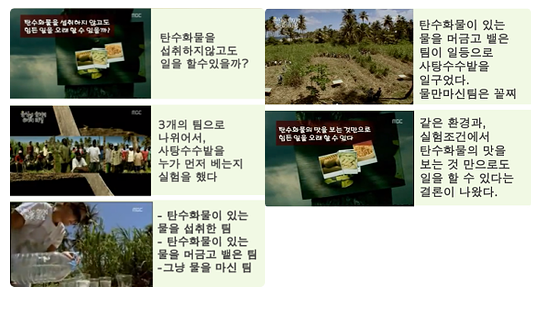 탄수화물을 섭취하지 않고도
힘든 일을 오래 할 수 있을까?
MBC
탄수화물을
섭취하지않고도
일을 할수있을까?
MBC
3개의 팀으로
나뉘어서,
사탕수수밭을
누가 먼저 베는지
실험을 했다
MBC
- 탄수화물이 있는
물을 섭취한 팀
- 탄수화물이 있는
물을 머금고 뱉은 팀
-그냥 물을 마신 팀
MBC
탄수화물이 있는
물을 머금고 뱉은
팀이 일등으로
사탕수수밭을
일구었다.
물만마신팀은 꼴찌
탄수화물의 맛을 보는 것만으로
힘든 일을 오래 할 수 있다
MBC
같은 환경과,
실험조건에서
탄수화물의 맛을
보는 것 만으로도
일을 할 수 있다는
결론이 나왔다.